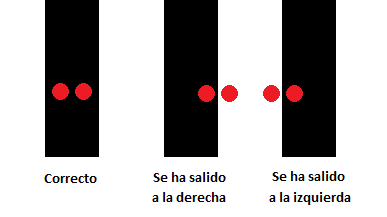 Correcto
Se ha salido
a la derecha
Se ha salido
a la izquierda